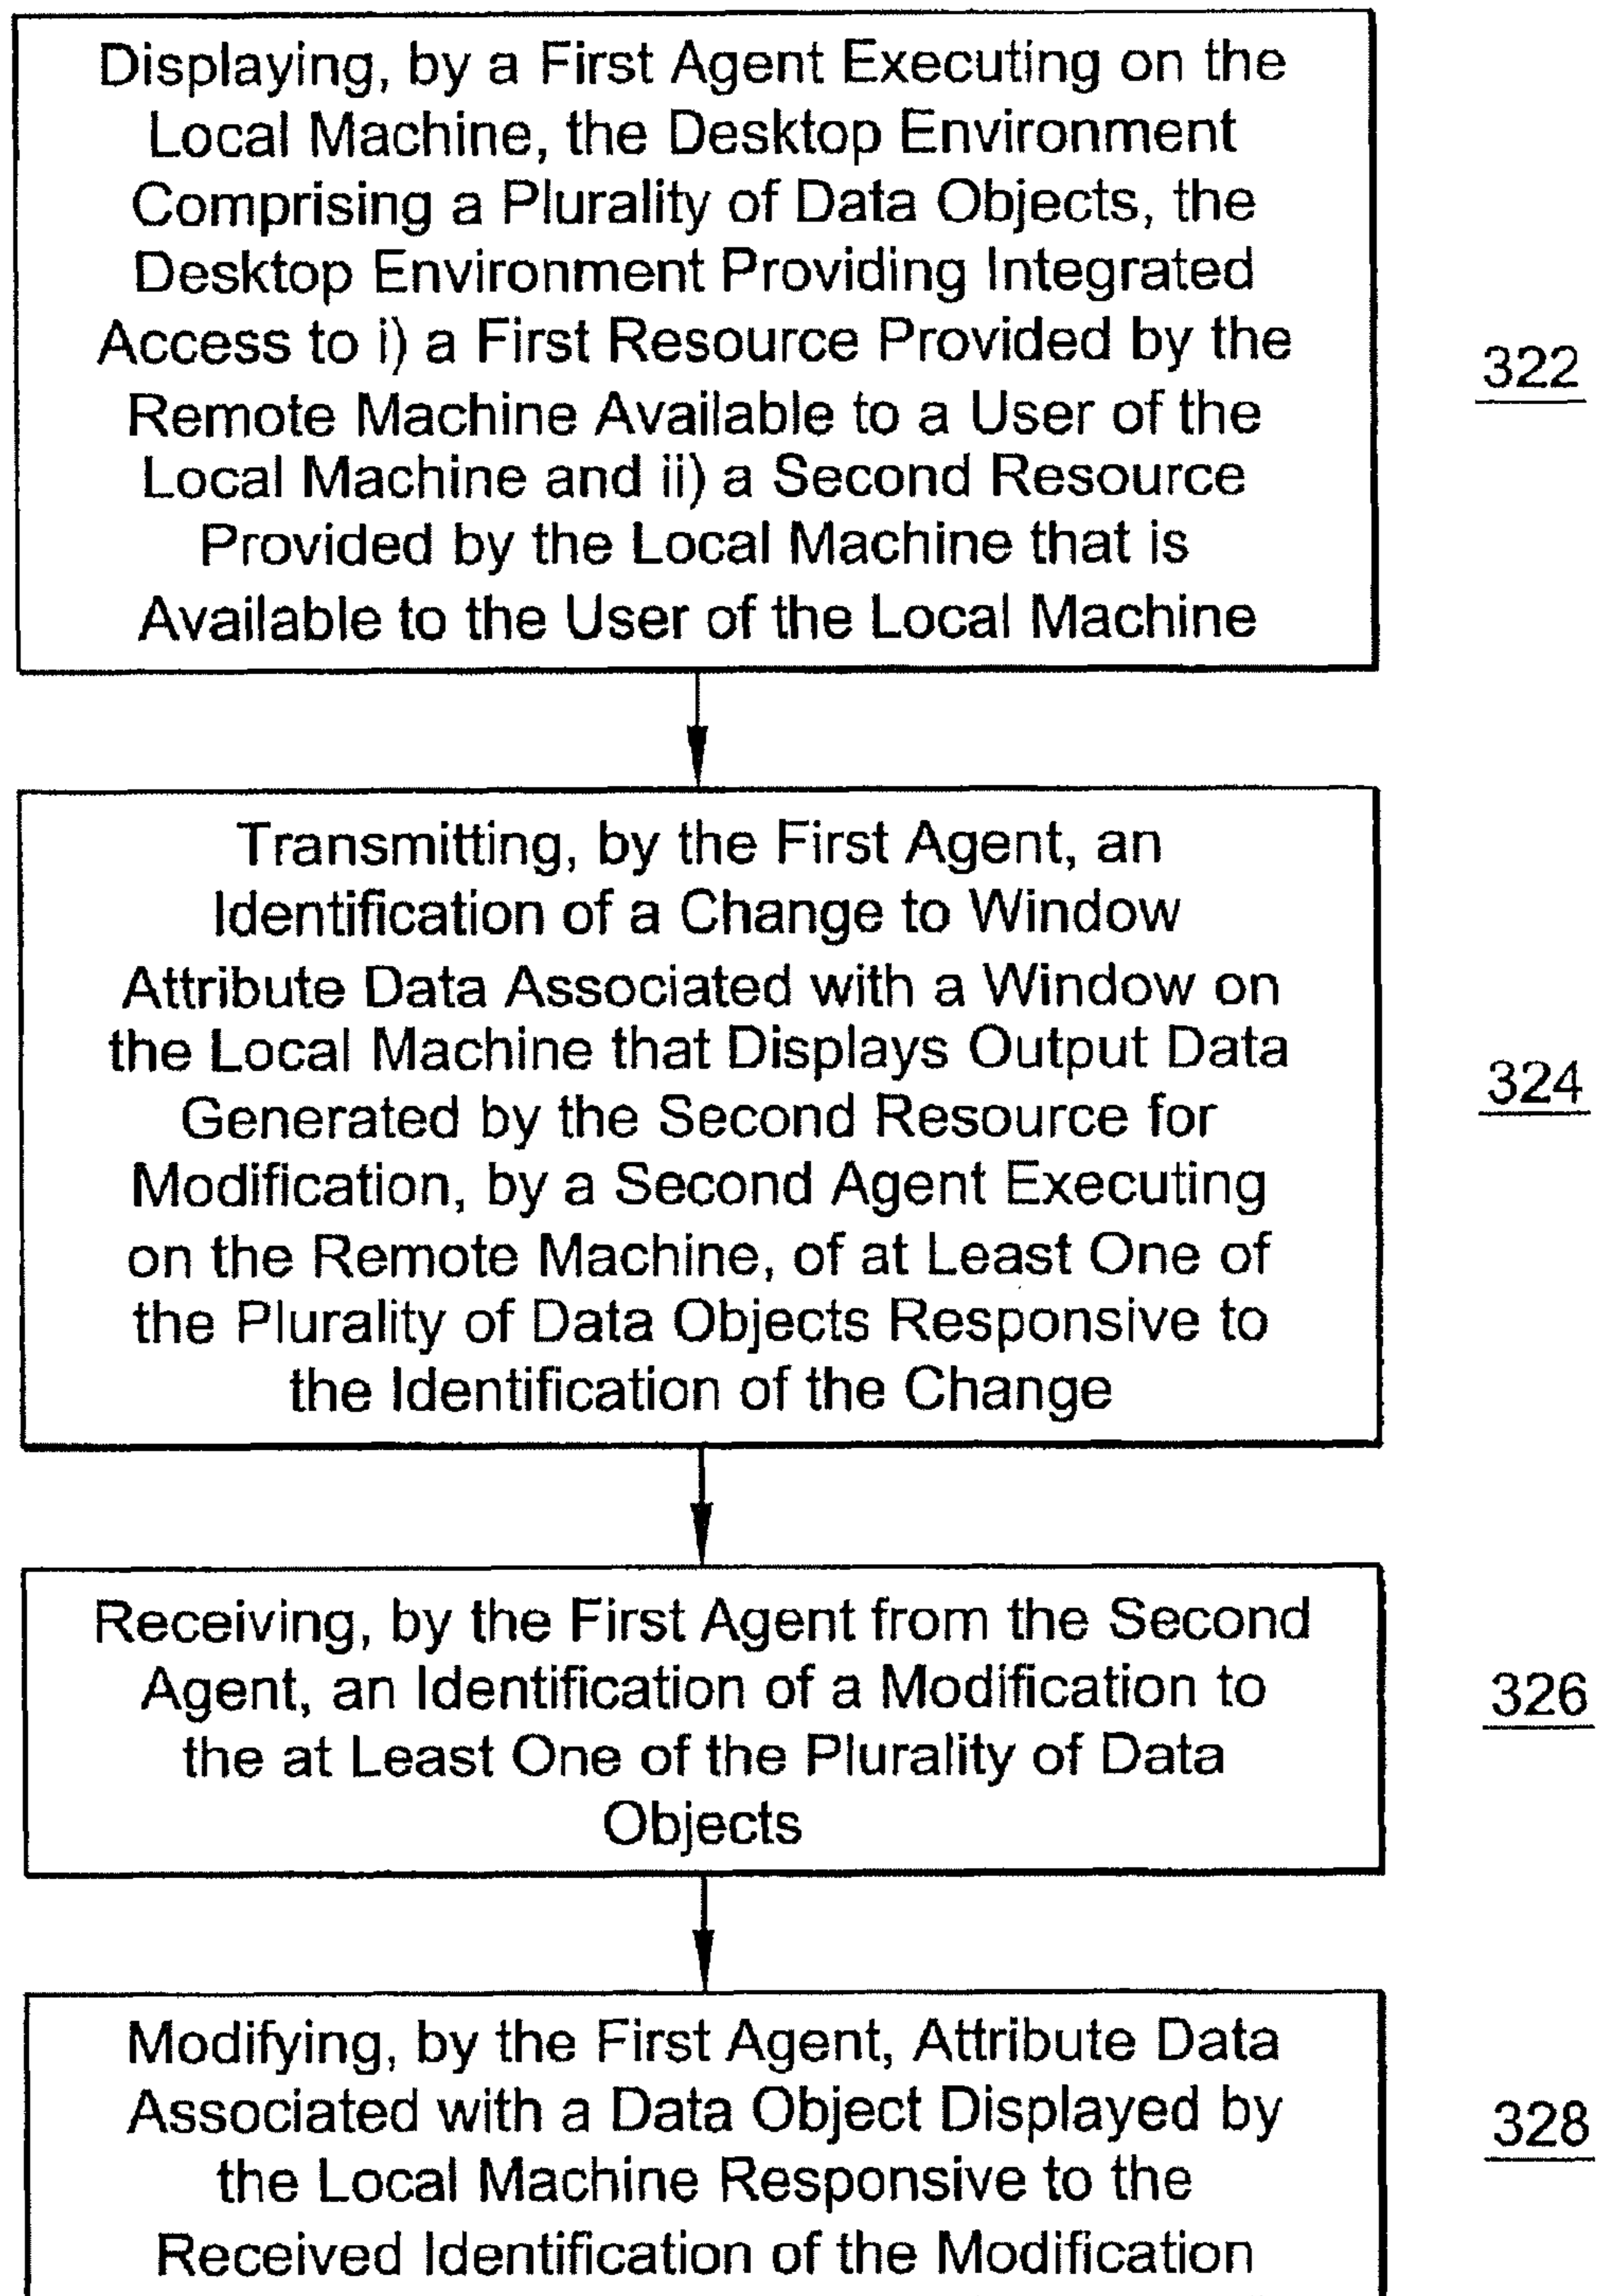 Displaying, by a First Agent Executing on the
Local Machine, the Desktop Environment
Comprising a Plurality of Data Objects, the
Desktop Environment Providing Integrated
Access to i) a First Resource Provided by the
Remote Machine Available to a User of the
Local Machine and ii) a Second Resource
Provided by the Local Machine that is
Available to the User of the Local Machine
322
Transmitting, by the First Agent, an
Identification of a Change to Window
Attribute Data Associated with a Window on
the Local Machine that Displays Output Data
Generated by the Second Resource for
Modification, by a Second Agent Executing
on the Remote Machine, of at Least One of
the Plurality of Data Objects Responsive to
the Identification of the Change
324
Receiving, by the First Agent from the Second
Agent, an Identification of a Modification to
the at Least One of the Plurality of Data
Objects
326
Modifying, by the First Agent, Attribute Data
Associated with a Data Object Displayed by
the Local Machine Responsive to the
Received Identification of the Modification
328